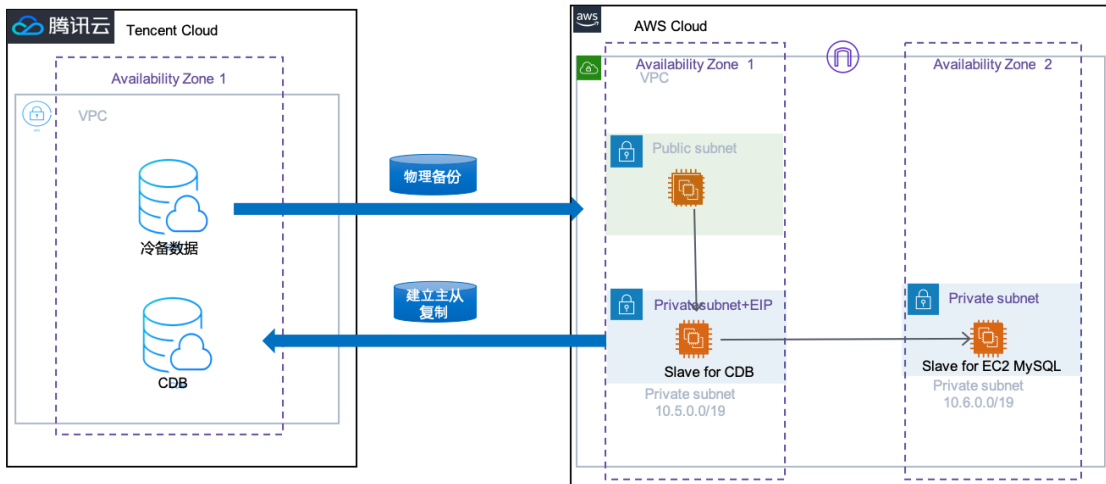 腾讯云
Tencent Cloud
Availability Zone 1
VPC
冷备数据
CDB
物理备份
建立主从
复制
aws
AWS Cloud
Availability Zone 1
VPC
Public subnet
Privatesubnet+EIP
Slave for CDB
Private subnet
10.5.0.0/19
Availability Zone 2
Private subnet
Slave for EC2 MySQL
Private subnet
10.6.0.0/19